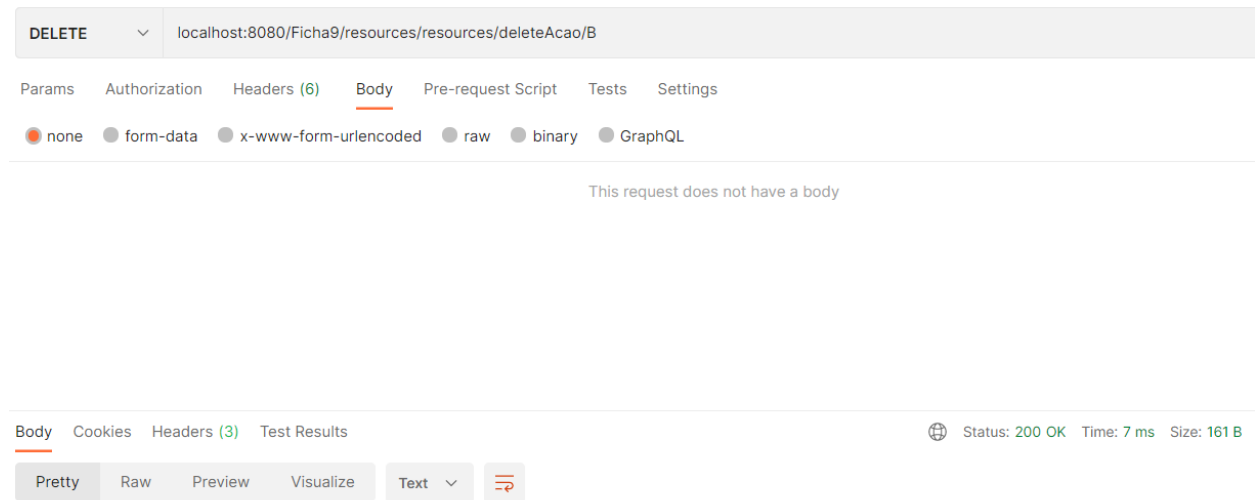 DELETE localhost:8080/Ficha9/resources/resources/deleteAcao/B
Params Authorization Headers (6) Body Pre-request Script Tests Settings
none form-data x-www-form-urlencoded raw binary GraphQL
This request does not have a body
Body Cookies Headers (3) Test Results Status: 200 OK Time: 7 ms Size: 161 B
Pretty Raw Preview Visualize Text